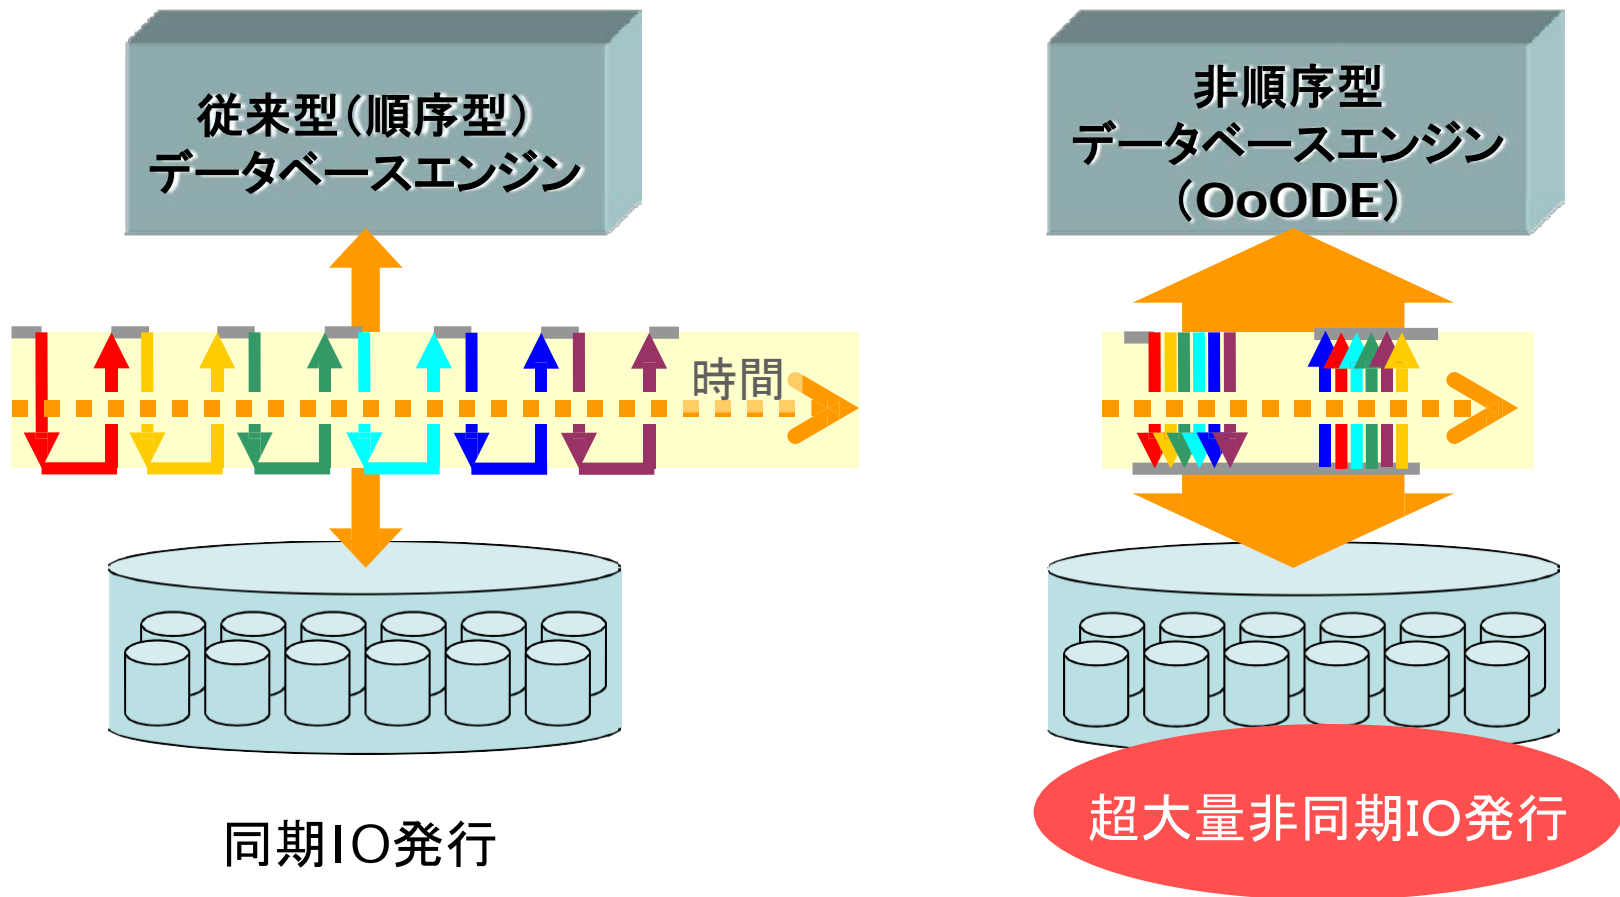 従来型(順序型)
データベースエンジン
時間
同期IO発行
非順序型
データベースエンジン
(OoODE)
超大量非同期IO発行